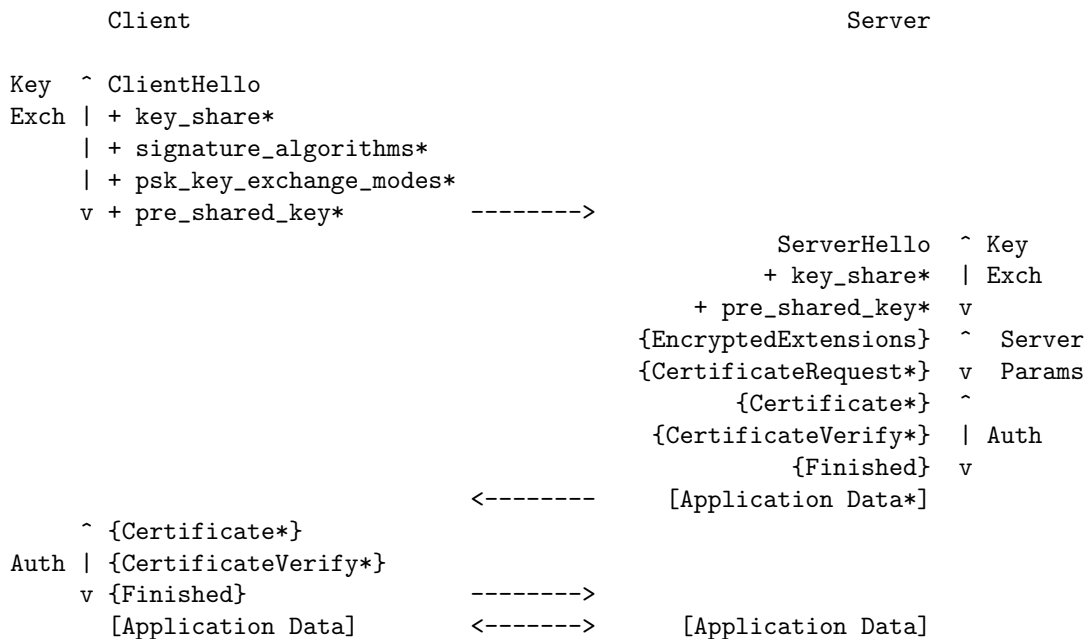 Client                                           Server

Key  ^ ClientHello
Exch | + key_share*
     | + signature_algorithms*
     | + psk_key_exchange_modes*
     v + pre_shared_key*       -------->
                                                  ServerHello  ^ Key
                                                 + key_share*  | Exch
                                            + pre_shared_key*  v
                                        {EncryptedExtensions}  ^  Server
                                        {CertificateRequest*}  v  Params
                                               {Certificate*}  ^
                                         {CertificateVerify*}  | Auth
                                                   {Finished}  v
                               <--------  [Application Data*]
     ^ {Certificate*}
Auth | {CertificateVerify*}
     v {Finished}              -------->
       [Application Data]      <------->  [Application Data]